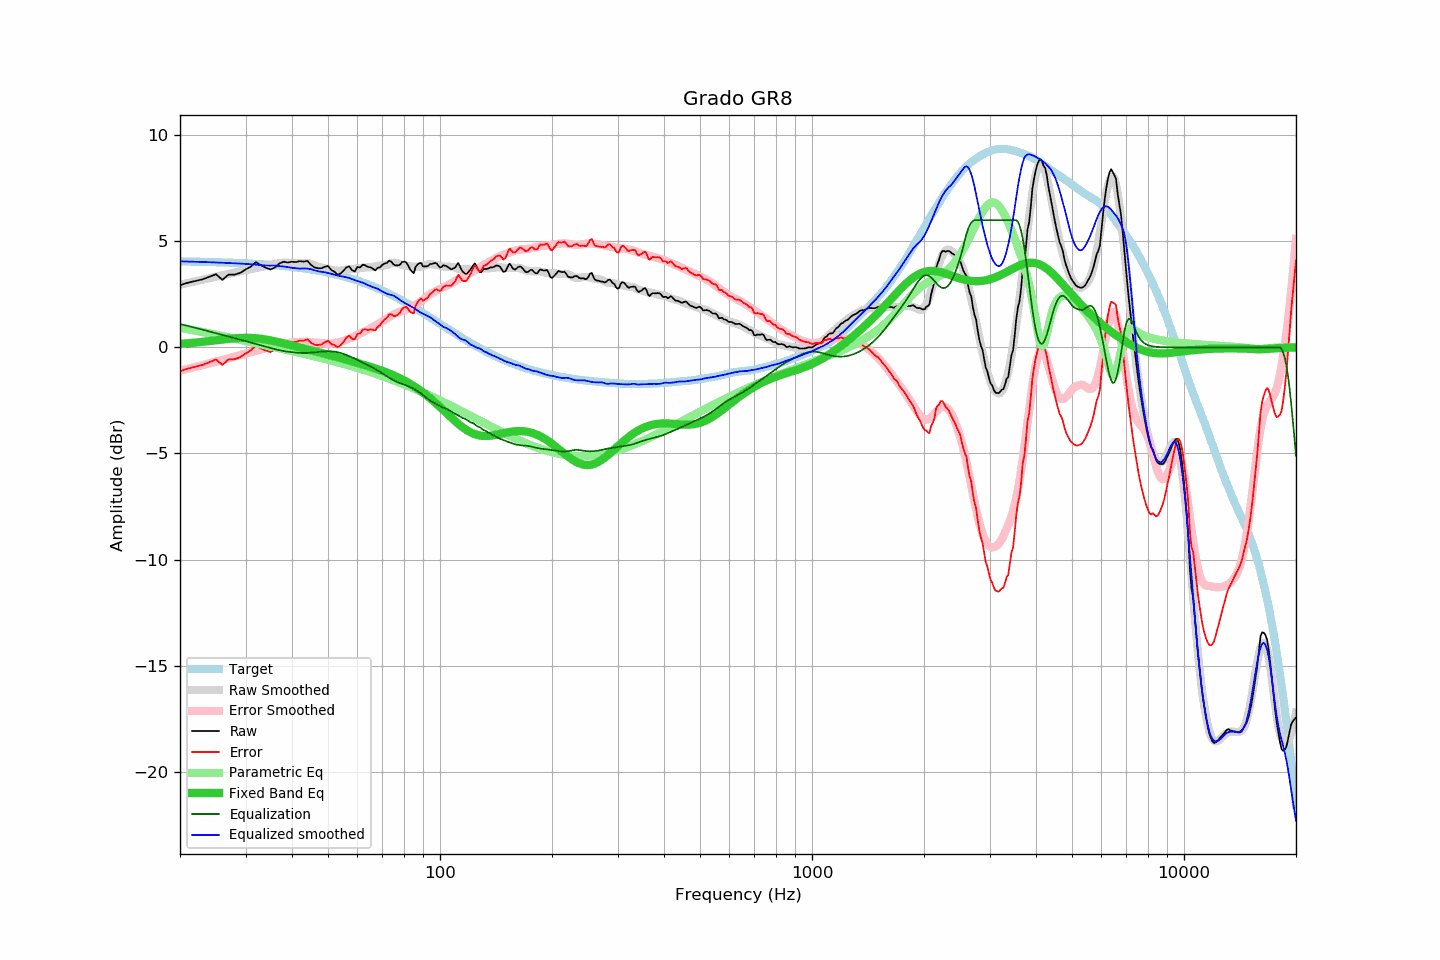 Grado GR8
10
5
0
−5
−10
−15
−20
Amplitude (dBr)
Target
Raw Smoothed
Error Smoothed
Raw
Error
Parametric Eq
Fixed Band Eq
Equalization
Equalized smoothed
100
1000
10000
Frequency (Hz)